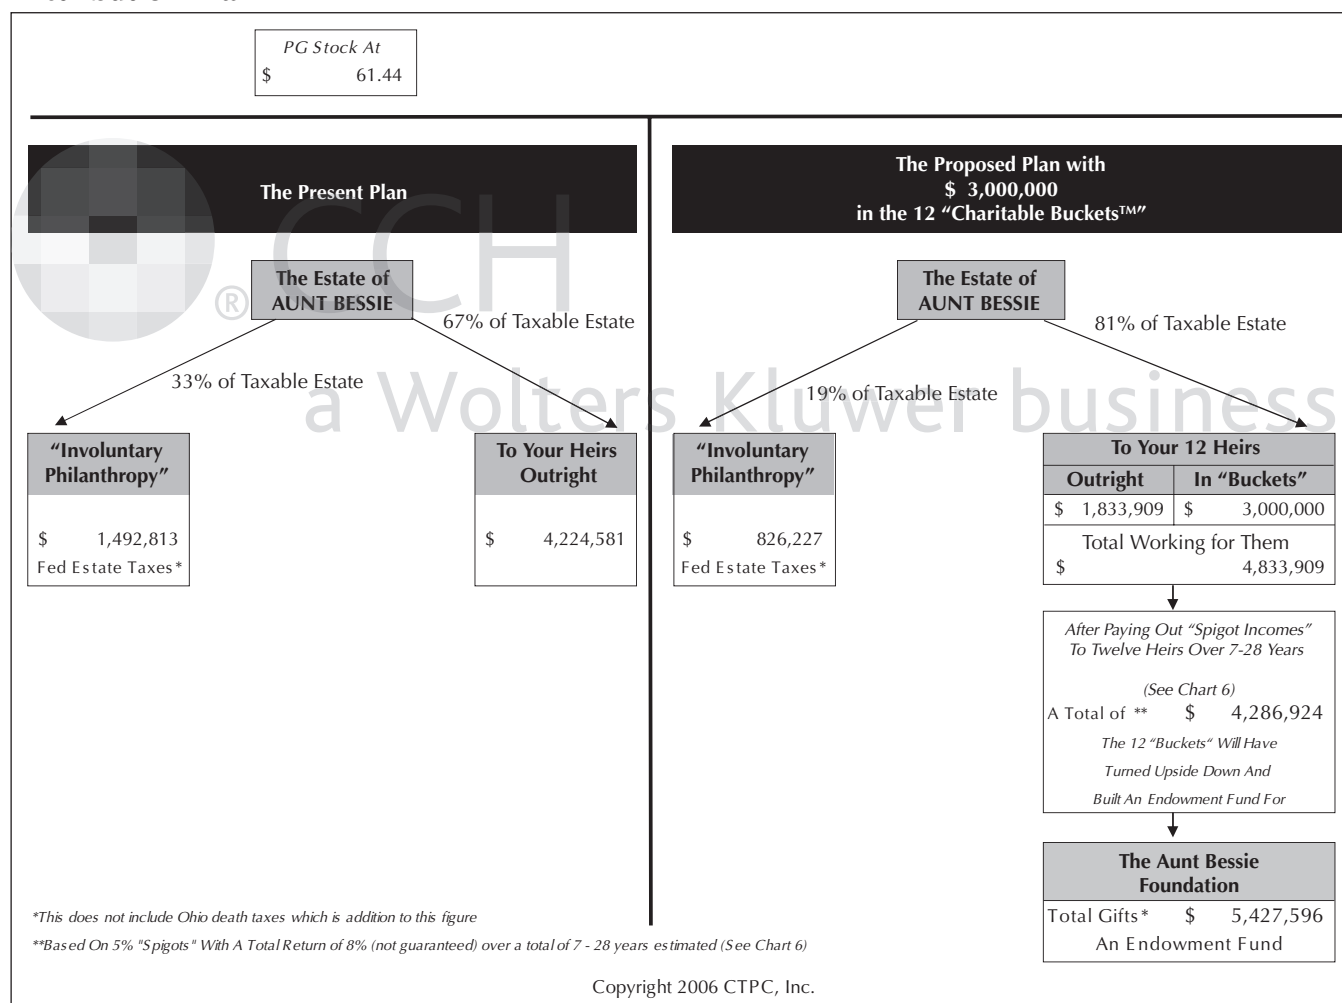 PG Stock At
$ 61.44
The Present Plan
The Estate of
AUNT BESSIE
67% of Taxable Estate
33% of Taxable Estate
“Involuntary
Philanthropy”
$ 1,492,813
Fed Estate Taxes*
To Your Heirs
Outright
$ 4,224,581
The Proposed Plan with
$ 3,000,000
in the 12 “Charitable Buckets™”
The Estate of
AUNT BESSIE
81% of Taxable Estate
19% of Taxable Estate
“Involuntary
Philanthropy”
$ 826,227
Fed Estate Taxes*
To Your 12 Heirs
Outright In “Buckets”
$ 1,833,909 $ 3,000,000
Total Working for Them
$ 4,833,909
After Paying Out “Spigot Incomes”
To Twelve Heirs Over 7-28 Years
(See Chart 6)
A Total of ** $ 4,286,924
The 12 “Buckets“ Will Have
Turned Upside Down And
Built An Endowment Fund For
The Aunt Bessie
Foundation
Total Gifts* $ 5,427,596
An Endowment Fund
*This does not include Ohio death taxes which is addition to this figure
**Based On 5% "Spigots" With A Total Return of 8% (not guaranteed) over a total of 7 - 28 years estimated (See Chart 6)
Copyright 2006 CTPC, Inc.
® CCH
a Wolters Kluwer business